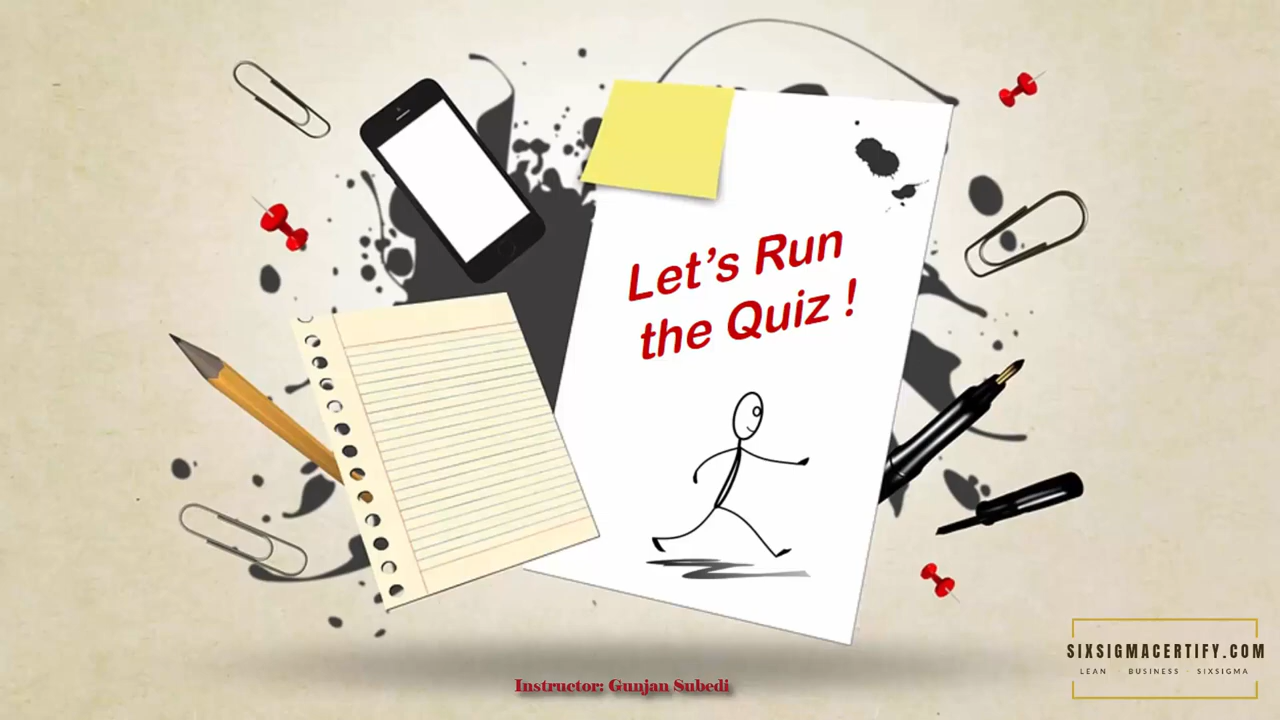 Let's Run
the Quiz !
Instructor: Gunjan Subedi
SIXSIGMACERTIFY.COM
LEAN · BUSINESS · SIXSIGMA